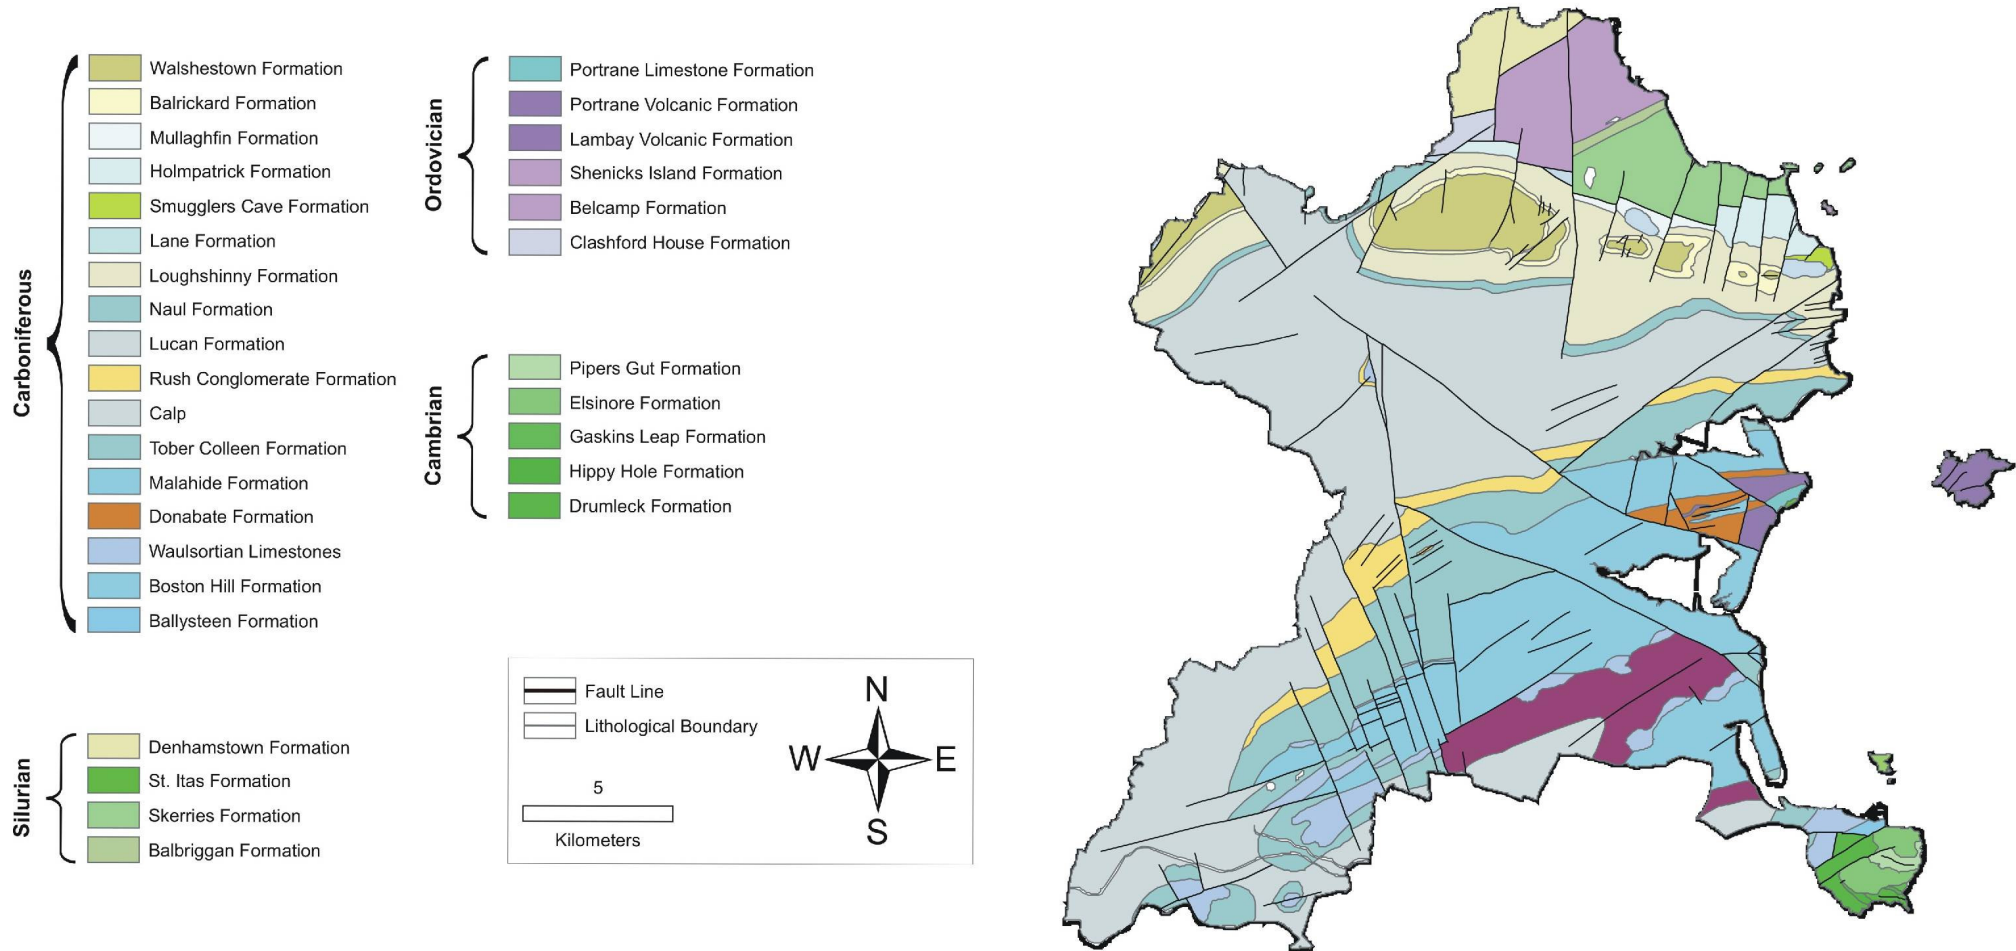 Carboniferous
Walshestown Formation
Balrickard Formation
Mullaghfin Formation
Holmpatrick Formation
Smugglers Cave Formation
Lane Formation
Loughshinny Formation
Naul Formation
Lucan Formation
Rush Conglomerate Formation
Calp
Tober Colleen Formation
Malahide Formation
Donabate Formation
Waulsortian Limestones
Boston Hill Formation
Ballysteen Formation
Silurian
Denhamstown Formation
St. Itas Formation
Skerries Formation
Balbriggan Formation
Ordovician
Portrane Limestone Formation
Portrane Volcanic Formation
Lambay Volcanic Formation
Shenicks Island Formation
Belcamp Formation
Clashford House Formation
Cambrian
Pipers Gut Formation
Elsinore Formation
Gaskins Leap Formation
Hippy Hole Formation
Drumleck Formation
Fault Line
Lithological Boundary
5
Kilometers
N
W E
S